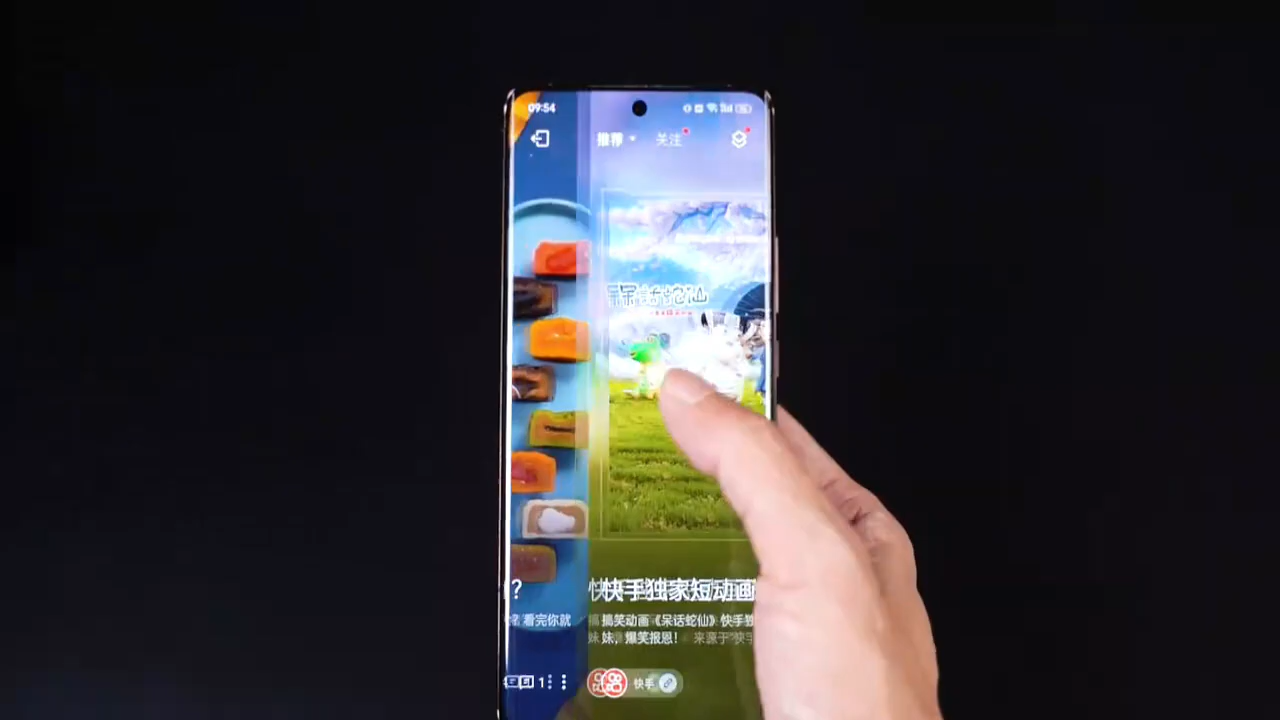 09:54
推荐 关注
呆话蛇仙
? 快手独家短动画
看完你就 搞笑动画《呆话蛇仙》快手独
妹,爆笑报恩! 来源于"快手
1 快手